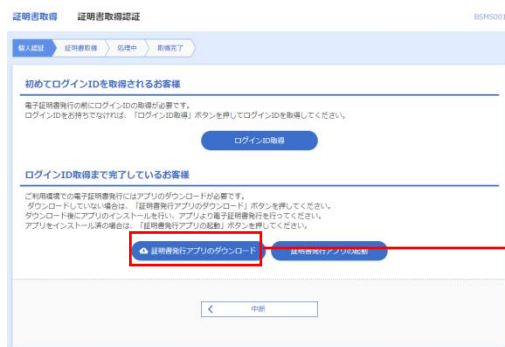 証明書取得 証明書取得認証
BSMS001
個人認証 証明書取得 処理中 取得完了
初めてログインIDを取得されるお客様
電子証明書発行の前にログインIDの取得が必要です。
ログインIDをお持ちでなければ、「ログインID取得」ボタンを押してログインIDを取得してください。
ログインID取得
ログインID取得まで完了しているお客様
ご利用環境での電子証明書発行にはアプリのダウンロードが必要です。
ダウンロードしていない場合は、「証明書発行アプリのダウンロード」ボタンを押してください。
ダウンロード後にアプリのインストールを行い、アプリより電子証明書発行を行ってください。
アプリをインストール済の場合は、「証明書発行アプリの起動」ボタンを押してください。
証明書発行アプリのダウンロード 証明書発行アプリの起動
中断